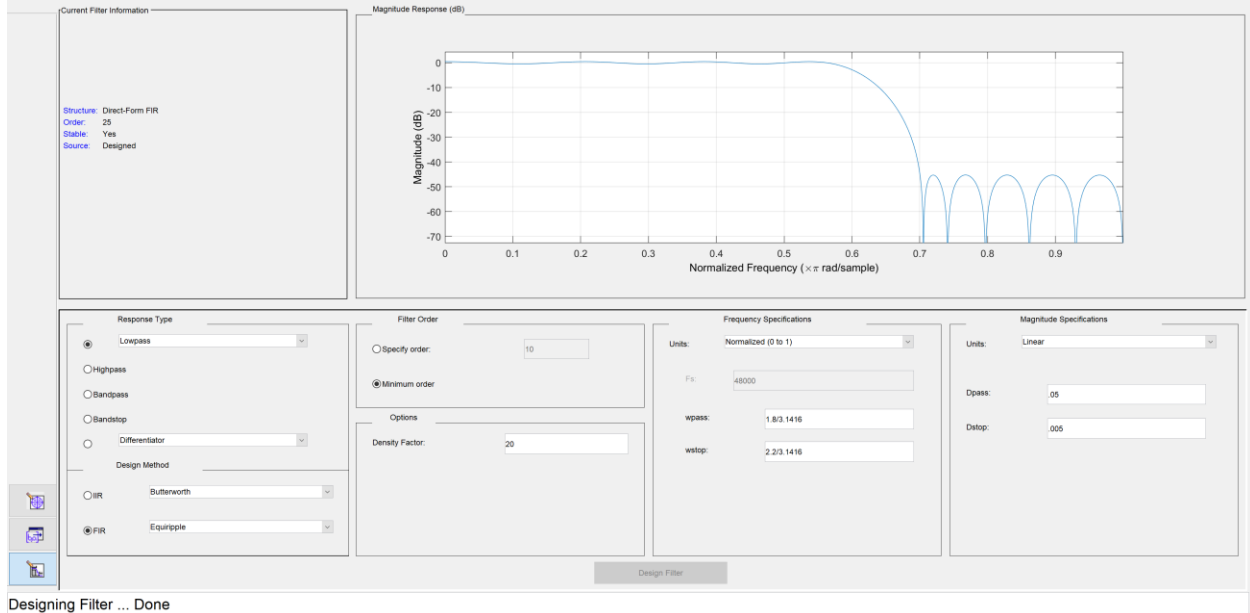 Current Filter Information
Structure: Direct-Form FIR
Order: 25
Stable: Yes
Source: Designed
Magnitude Response (dB)
Magnitude (dB)
0
-10
-20
-30
-40
-50
-60
-70
0 0.1 0.2 0.3 0.4 0.5 0.6 0.7 0.8 0.9
Normalized Frequency (×π rad/sample)
Response Type
Lowpass
Highpass
Bandpass
Bandstop
Differentiator
Design Method
IIR Butterworth
FIR Equiripple
Filter Order
Specify order: 10
Minimum order
Options
Density Factor: 20
Frequency Specifications
Units: Normalized (0 to 1)
Fs: 48000
wpass: 1.8/3.1416
wstop: 2.2/3.1416
Magnitude Specifications
Units: Linear
Dpass: .05
Dstop: .005
Design Filter
Designing Filter ... Done